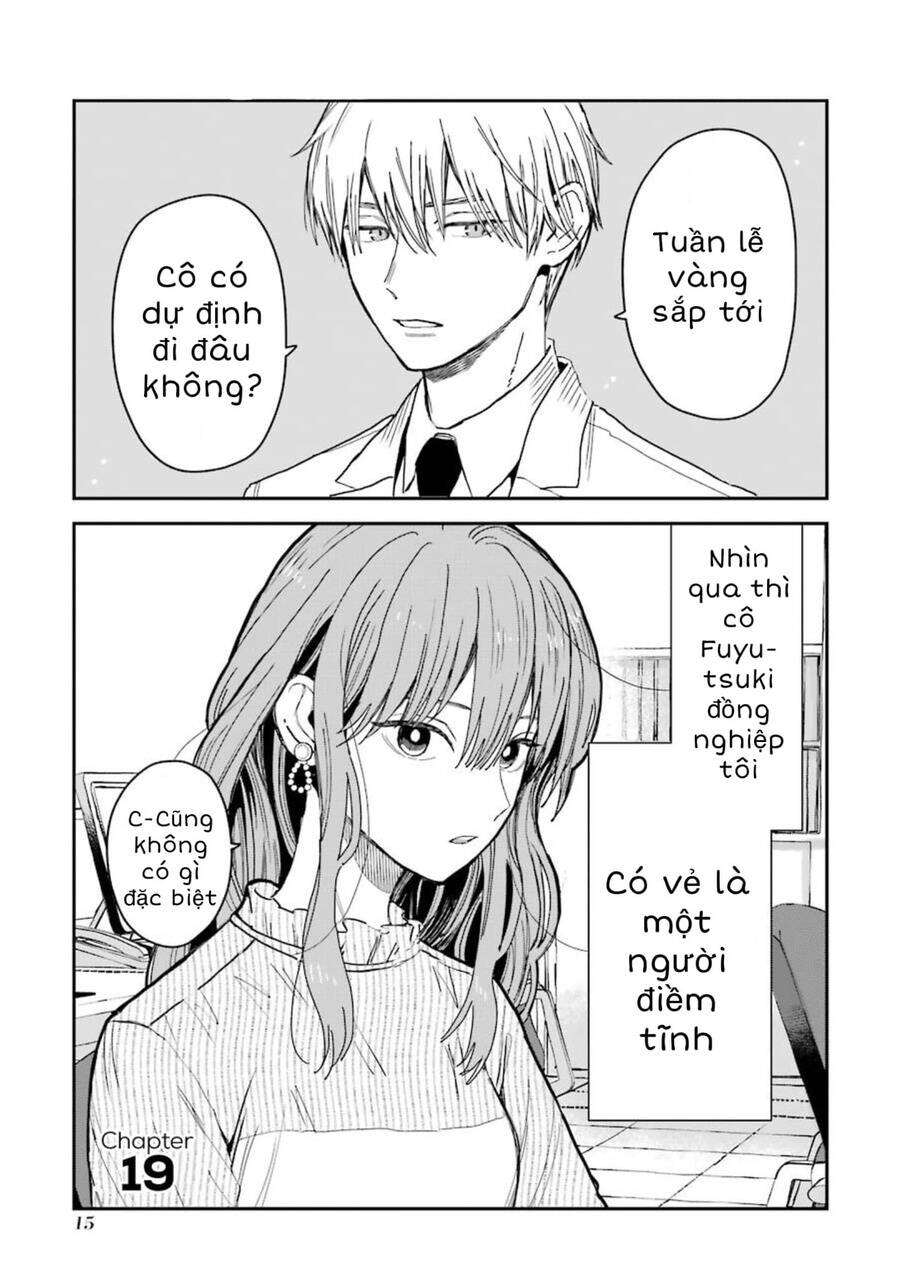 Tuần lễ
vàng
sắp tới
Cô có
dự định
đi đâu
không?
Nhìn
qua thì
cô
Fuyu-
tsuki
đồng
nghiệp
tôi
Có vẻ là
một
người
điềm
tĩnh
C-Cũng
không
có gì
đặc biệt
Chapter
19
15